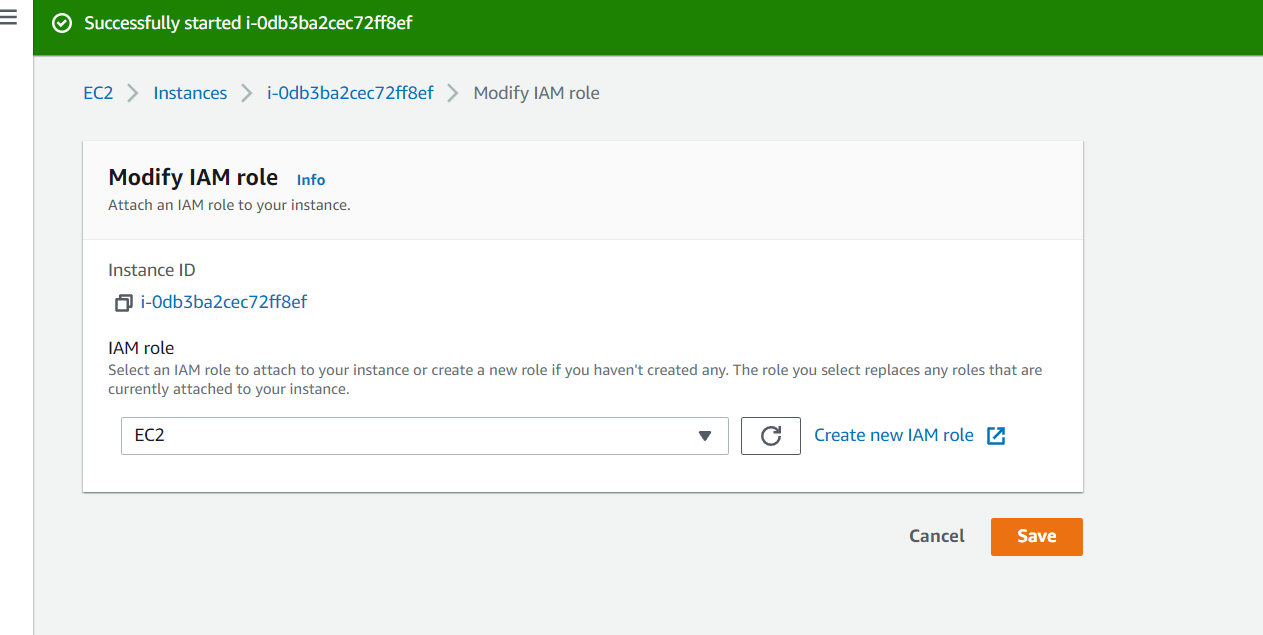 Successfully started i-0db3ba2cec72ff8ef
EC2 Instances i-0db3ba2cec72ff8ef Modify IAM role
Modify IAM role Info
Attach an IAM role to your instance.
Instance ID
i-0db3ba2cec72ff8ef
IAM role
Select an IAM role to attach to your instance or create a new role if you haven't created any. The role you select replaces any roles that are
currently attached to your instance.
EC2 Create new IAM role
Cancel Save